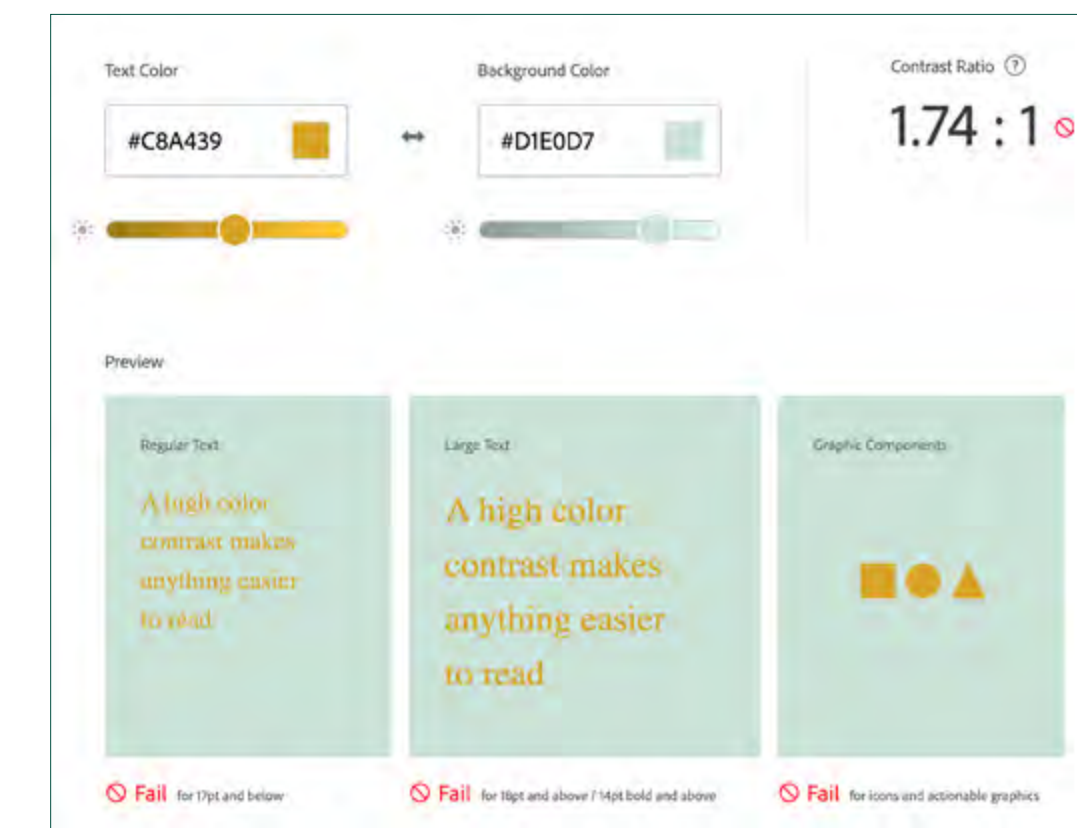 Text Color
#C8A439
Background Color
#D1E0D7
Contrast Ratio ?
1.74 : 1
Preview
Regular Text
A high color
contrast makes
anything easier
to read
Large Text
A high color
contrast makes
anything easier
to read
Graphic Components
Fail for 17pt and below
Fail for 18pt and above / 14pt bold and above
Fail for icons and actionable graphics